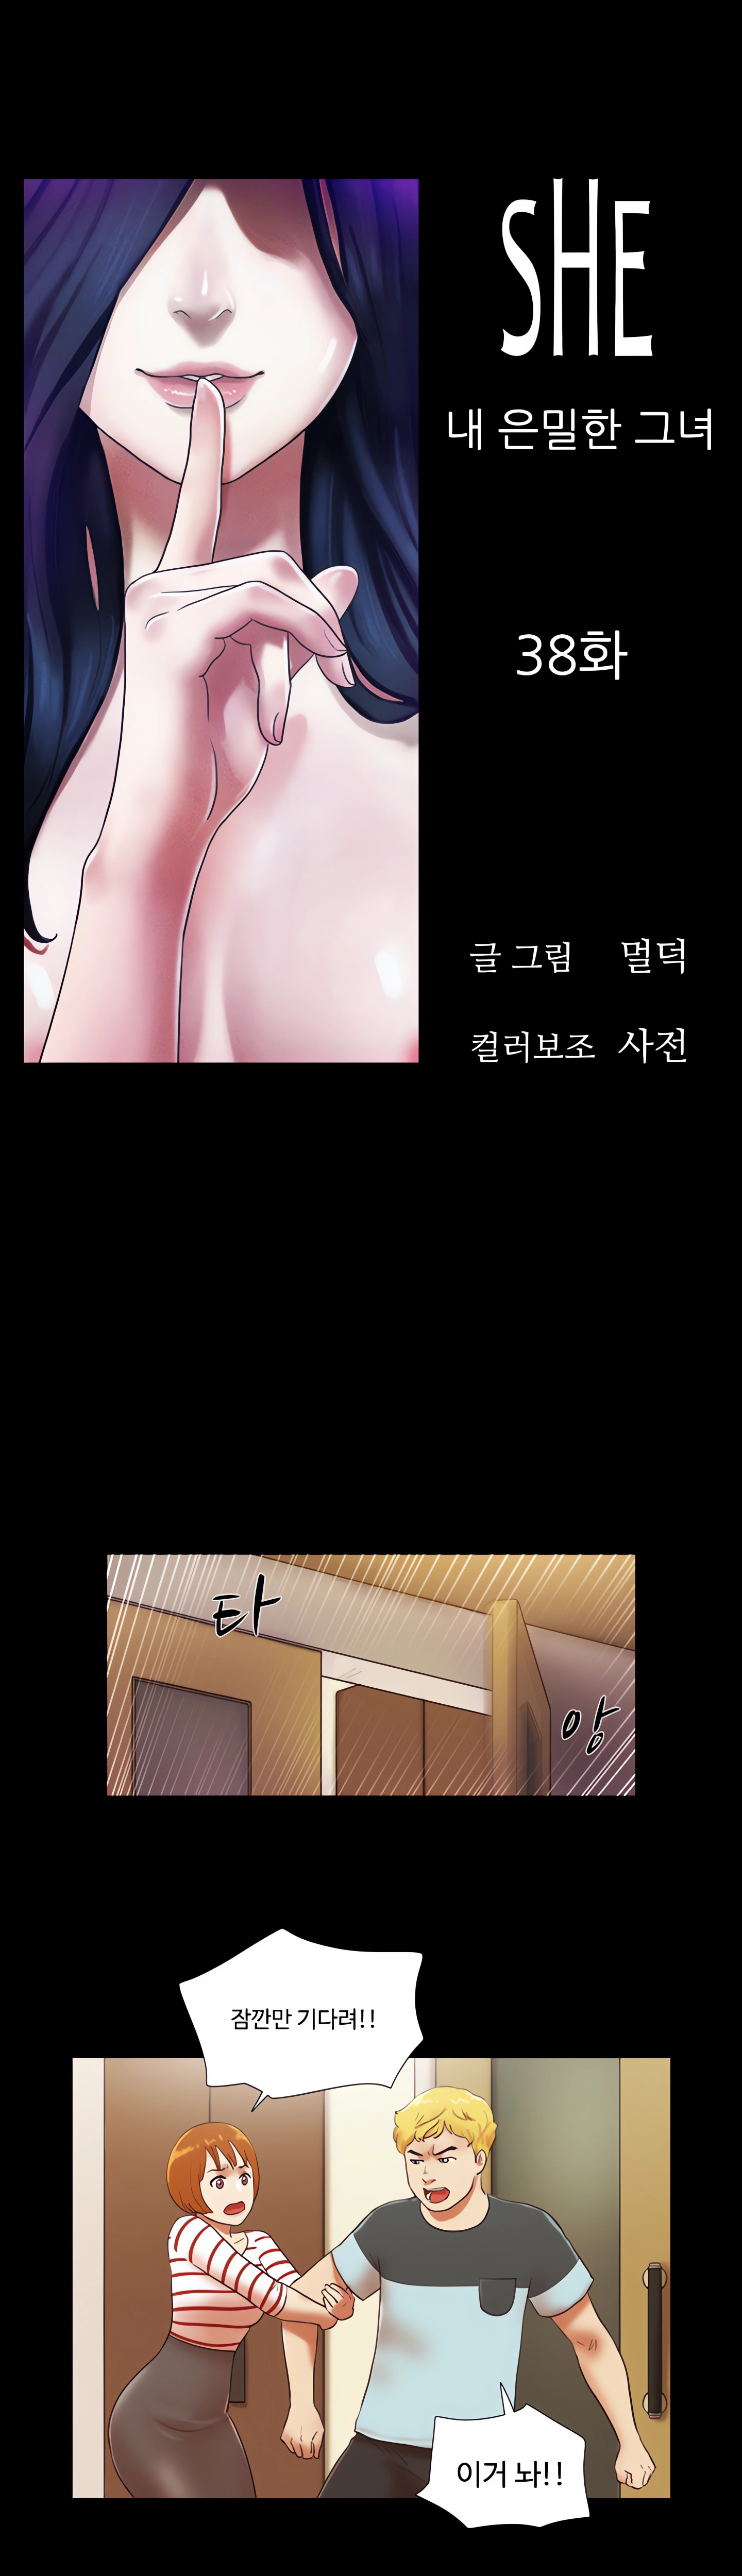 SHE
내 은밀한 그녀
38화
글 그림 멀덕
컬러보조 사전
타
앙
잠깐만 기다려!!
이거 놔!!